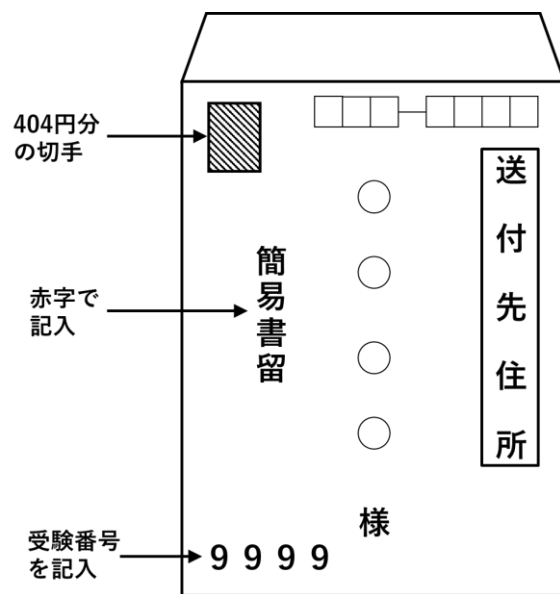 404円分
の切手
赤字で
記入
受験番号
を記入
送付先住所
様
簡易書留
9999